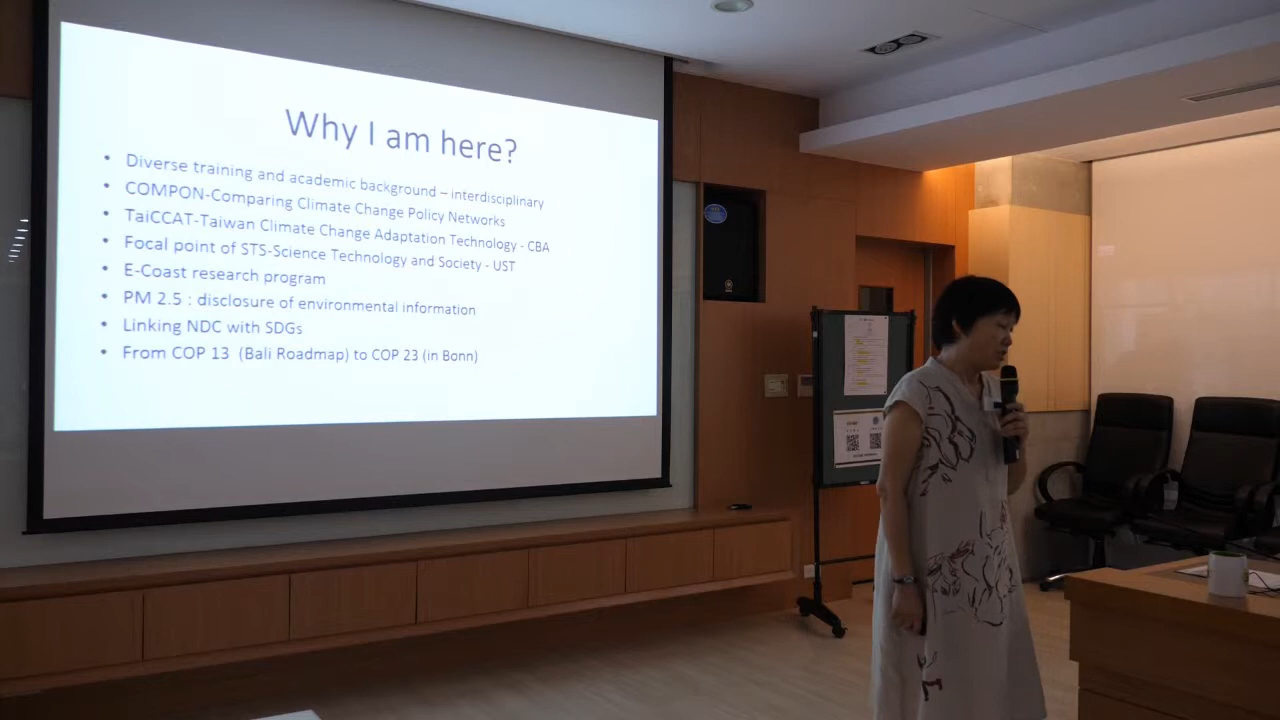 Why I am here?
• Diverse training and academic background – interdisciplinary
• COMPON-Comparing Climate Change Policy Networks
• TaiCCAT-Taiwan Climate Change Adaptation Technology - CBA
• Focal point of STS-Science Technology and Society - UST
• E-Coast research program
• PM 2.5 : disclosure of environmental information
• Linking NDC with SDGs
• From COP 13 (Bali Roadmap) to COP 23 (in Bonn)